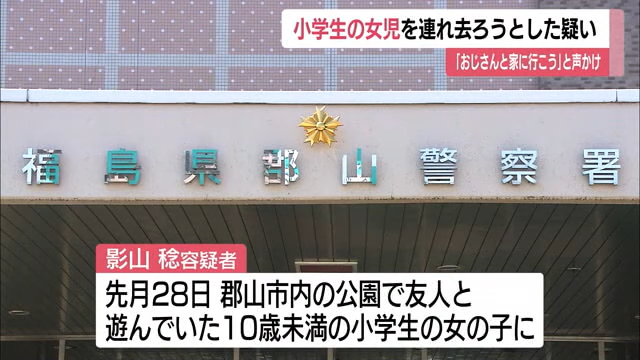 小学生の女児を連れ去ろうとした疑い
「おじさんと家に行こう」と声かけ
福島県郡山警察署
影山 稔容疑者
先月28日 郡山市内の公園で友人と
遊んでいた10歳未満の小学生の女の子に